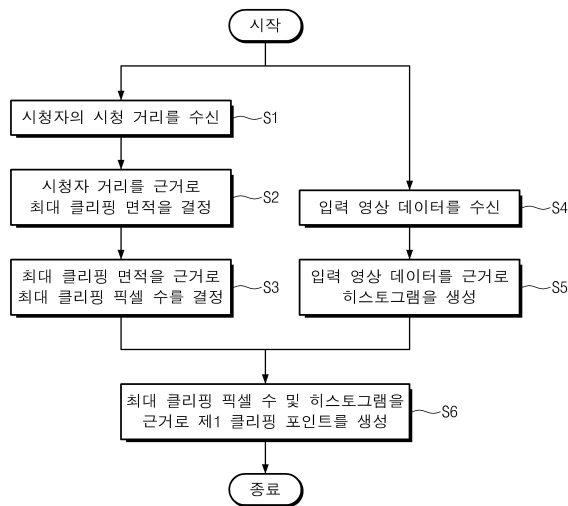 시작
시청자의 시청 거리를 수신
S1
시청자 거리를 근거로
최대 클리핑 면적을 결정
S2
최대 클리핑 면적을 근거로
최대 클리핑 픽셀 수를 결정
S3
입력 영상 데이터를 수신
S4
입력 영상 데이터를 근거로
히스토그램을 생성
S5
최대 클리핑 픽셀 수 및 히스토그램을
근거로 제1 클리핑 포인트를 생성
S6
종료